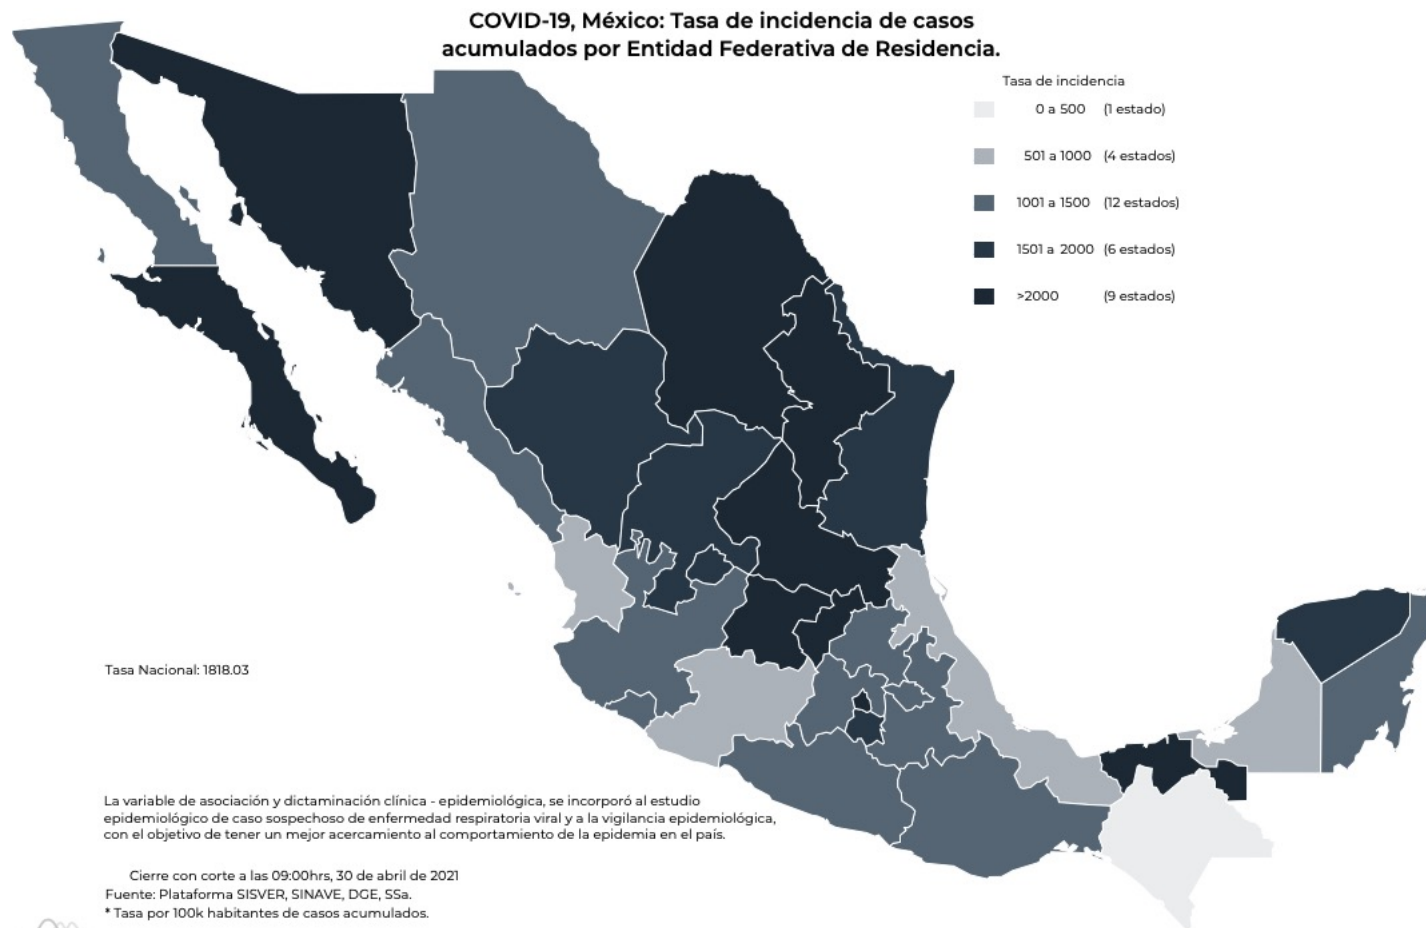 COVID-19, México: Tasa de incidencia de casos
acumulados por Entidad Federativa de Residencia.
Tasa de incidencia
0 a 500 (1 estado)
501 a 1000 (4 estados)
1001 a 1500 (12 estados)
1501 a 2000 (6 estados)
>2000 (9 estados)
Tasa Nacional: 1818.03
La variable de asociación y dictaminación clínica - epidemiológica, se incorporó al estudio
epidemiológico de caso sospechoso de enfermedad respiratoria viral y a la vigilancia epidemiológica,
con el objetivo de tener un mejor acercamiento al comportamiento de la epidemia en el país.
Cierre con corte a las 09:00hrs, 30 de abril de 2021
Fuente: Plataforma SISVER, SINAVE, DGE, SSa.
* Tasa por 100k habitantes de casos acumulados.